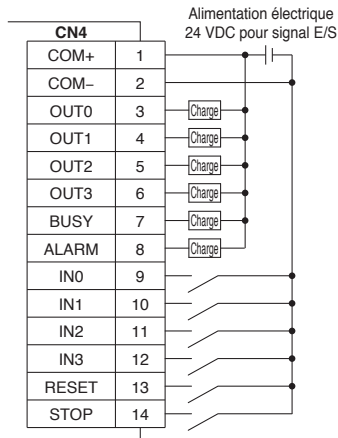 Alimentation électrique
24 VDC pour signal E/S
CN4
COM+ 1
COM− 2
OUT0 3 Charge
OUT1 4 Charge
OUT2 5 Charge
OUT3 6 Charge
BUSY 7 Charge
ALARM 8 Charge
IN0 9
IN1 10
IN2 11
IN3 12
RESET 13
STOP 14